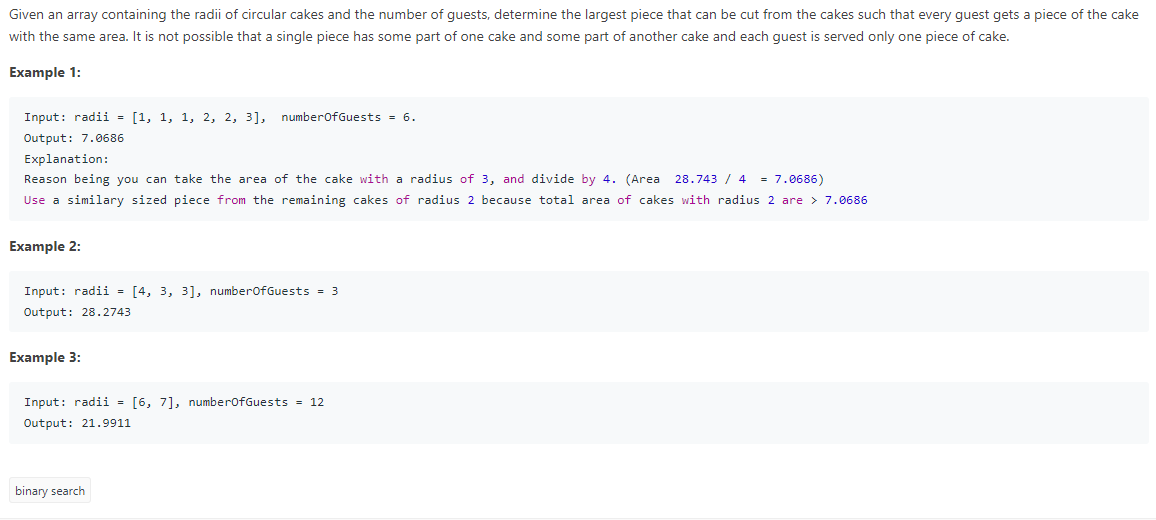 Given an array containing the radii of circular cakes and the number of guests, determine the largest piece that can be cut from the cakes such that every guest gets a piece of the cake
with the same area. It is not possible that a single piece has some part of one cake and some part of another cake and each guest is served only one piece of cake.
Example 1:
Input: radii = [1, 1, 1, 2, 2, 3],  numberOfGuests = 6.
Output: 7.0686
Explanation:
Reason being you can take the area of the cake with a radius of 3, and divide by 4. (Area  28.743 / 4  = 7.0686)
Use a similary sized piece from the remaining cakes of radius 2 because total area of cakes with radius 2 are > 7.0686
Example 2:
Input: radii = [4, 3, 3], numberOfGuests = 3
Output: 28.2743
Example 3:
Input: radii = [6, 7], numberOfGuests = 12
Output: 21.9911
binary search